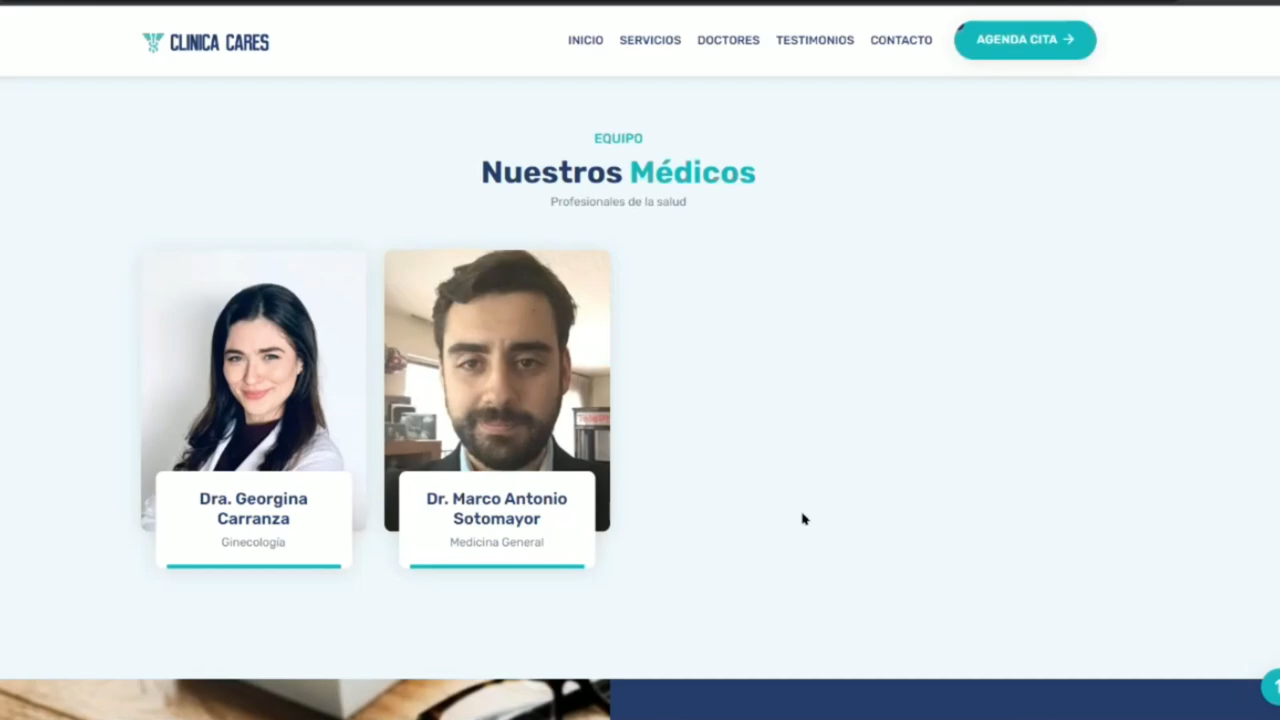 CLINICA CARES
INICIO
SERVICIOS
DOCTORES
TESTIMONIOS
CONTACTO
AGENDA CITA →
EQUIPO
Nuestros Médicos
Profesionales de la salud
Dra. Georgina
Carranza
Ginecología
Dr. Marco Antonio
Sotomayor
Medicina General